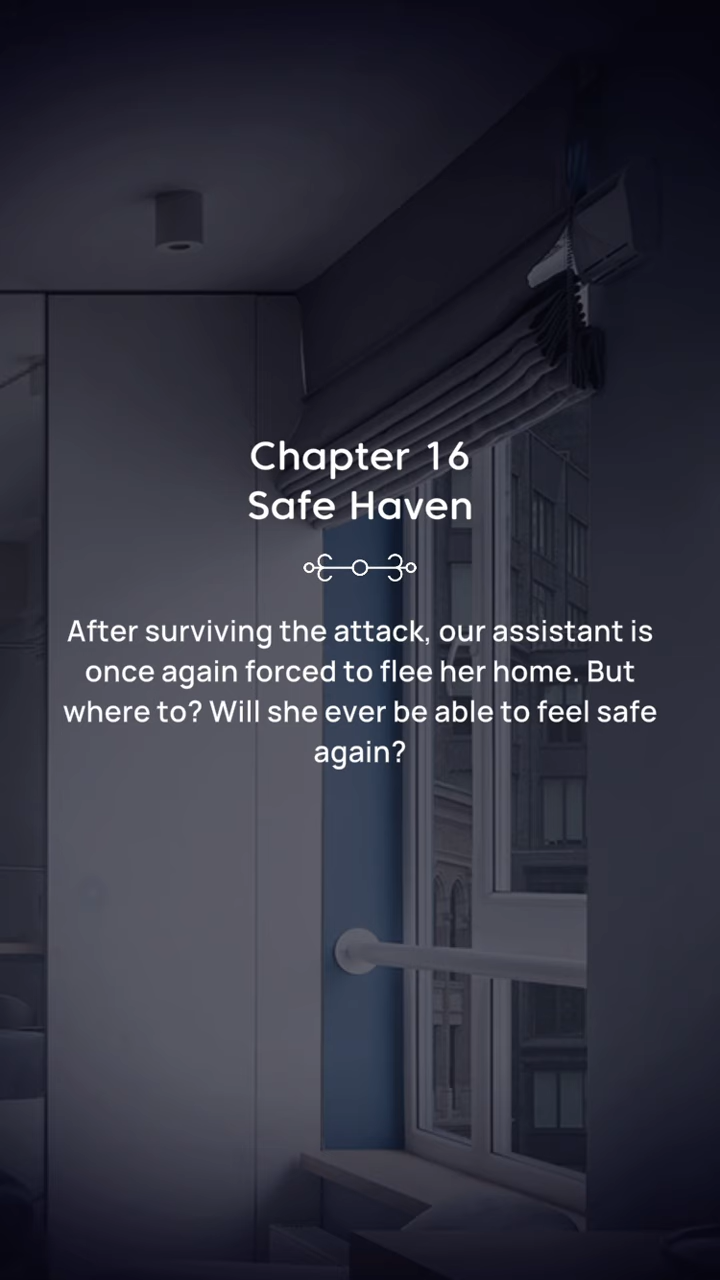 Chapter 16
Safe Haven
After surviving the attack, our assistant is
once again forced to flee her home. But
where to? Will she ever be able to feel safe
again?